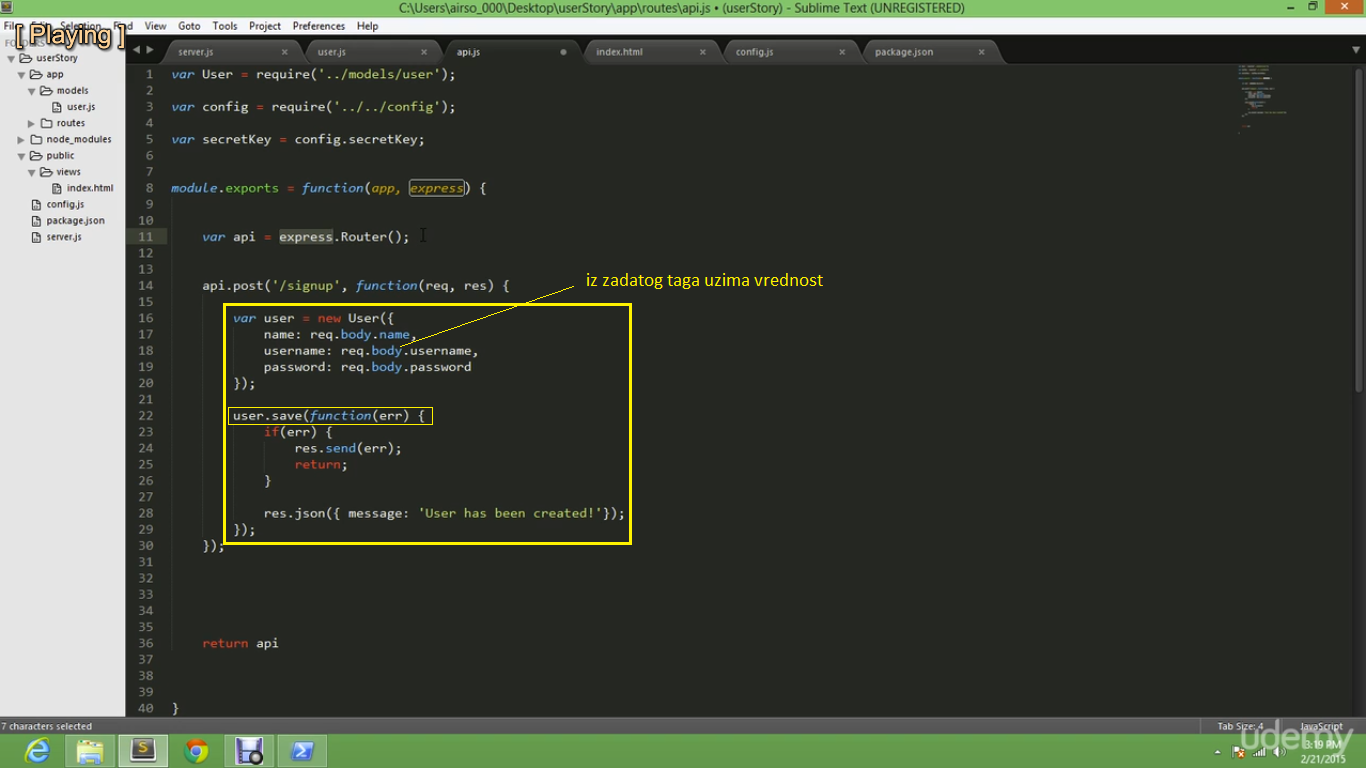 C:\Users\airso_000\Desktop\userStory\app\routes\api.js • (userStory) - Sublime Text (UNREGISTERED)
File Edit Selection Find View Goto Tools Project Preferences Help
[ Playing ]
FOLDERS
userStory
app
models
user.js
routes
node_modules
public
views
index.html
config.js
package.json
server.js
server.js × user.js × api.js • index.html × config.js × package.json ×
1 var User = require('../models/user');
2
3 var config = require('../../config');
4
5 var secretKey = config.secretKey;
6
7
8 module.exports = function(app, express) {
9
10
11 var api = express.Router();
12
13
14 api.post('/signup', function(req, res) {
15
16 var user = new User({
17 name: req.body.name,
18 username: req.body.username,
19 password: req.body.password
20 });
21
22 user.save(function(err) {
23 if(err) {
24 res.send(err);
25 return;
26 }
27
28 res.json({ message: 'User has been created!'});
29 });
30 });
31
32
33
34
35
36 return api
37
38
39
40 }
iz zadatog taga uzima vrednost
7 characters selected
Tab Size: 4 JavaScript
udemy
3:19 PM
2/21/2015